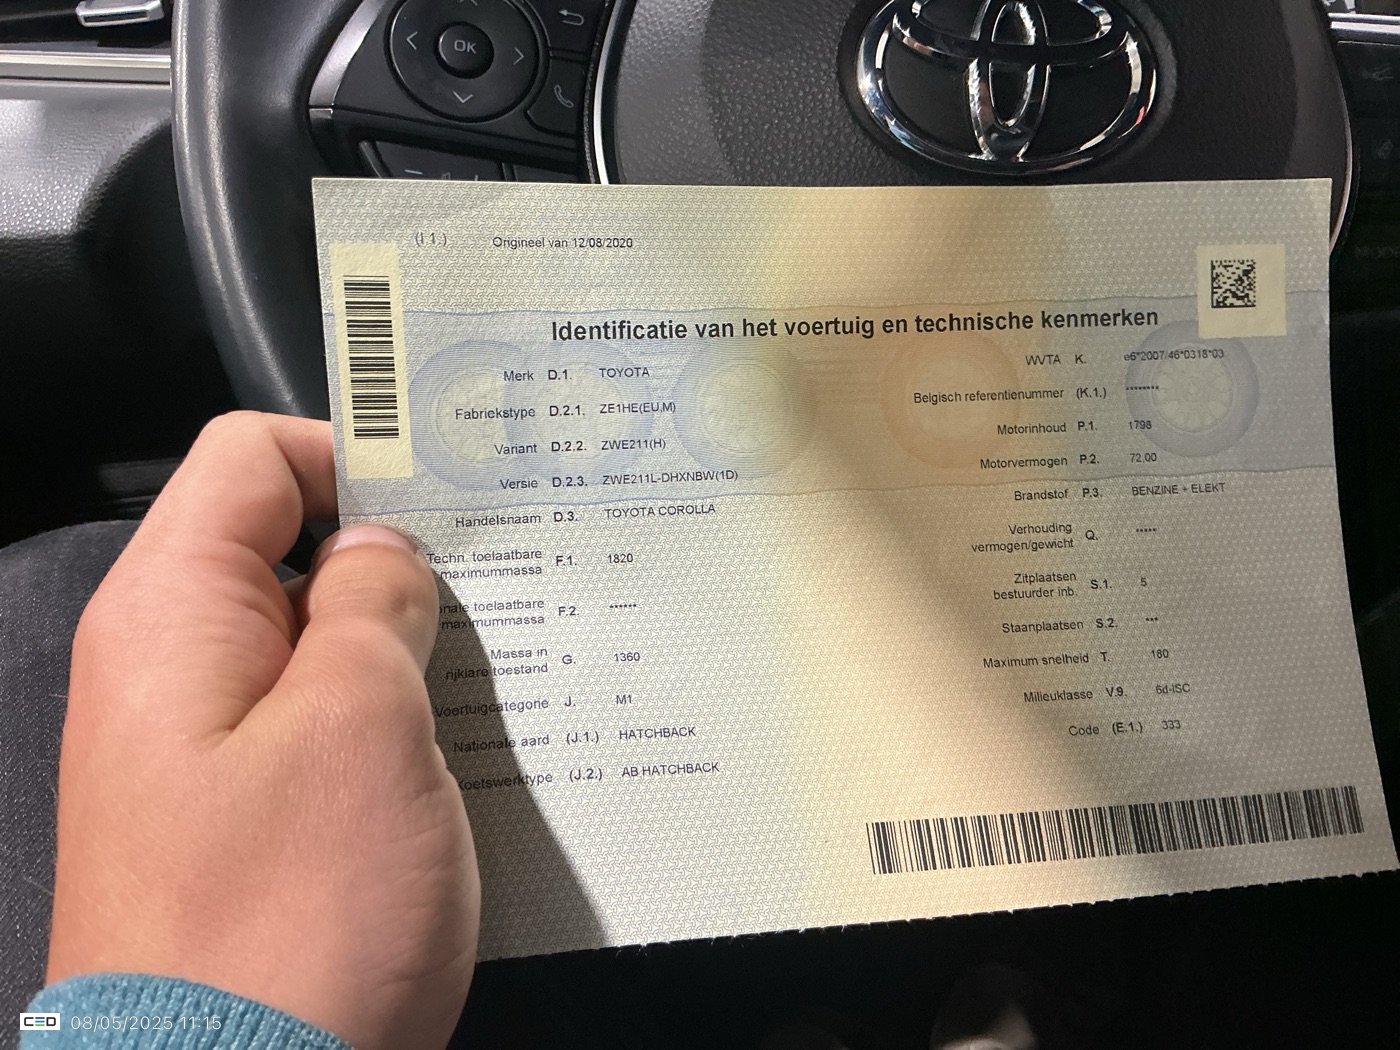 OK
(I 1.) Origineel van 12/08/2020
Identificatie van het voertuig en technische kenmerken
Merk D.1. TOYOTA
Fabriekstype D.2.1. ZE1HE(EU,M)
Variant D.2.2. ZWE211(H)
Versie D.2.3. ZWE211L-DHXNBW(1D)
Handelsnaam D.3. TOYOTA COROLLA
Techn. toelaatbare
maximummassa F.1. 1820
toelaatbare
maximummassa F.2. ******
Massa in
rijklare toestand G. 1360
Voertuigcategorie J. M1
Nationale aard (J.1.) HATCHBACK
Koetswerktype (J.2.) AB HATCHBACK
WVTA K. e6*2007/46*0318*03
Belgisch referentienummer (K.1.) ********
Motorinhoud P.1. 1798
Motorvermogen P.2. 72,00
Brandstof P.3. BENZINE + ELEKT
Verhouding
vermogen/gewicht Q. *****
Zitplaatsen
bestuurder inb. S.1. 5
Staanplaatsen S.2. ***
Maximum snelheid T. 180
Milieuklasse V.9. 6d-ISC
Code (E.1.) 333
CED 08/05/2025 11:15